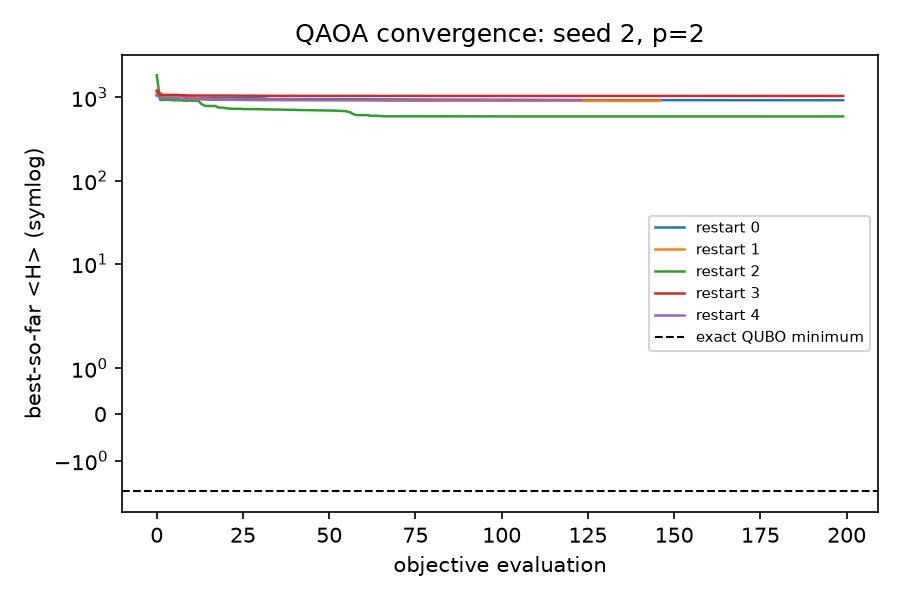 QAOA convergence: seed 2, p=2
best-so-far <H> (symlog)
10³
10²
10¹
10⁰
0
−10⁰
restart 0
restart 1
restart 2
restart 3
restart 4
exact QUBO minimum
0 25 50 75 100 125 150 175 200
objective evaluation